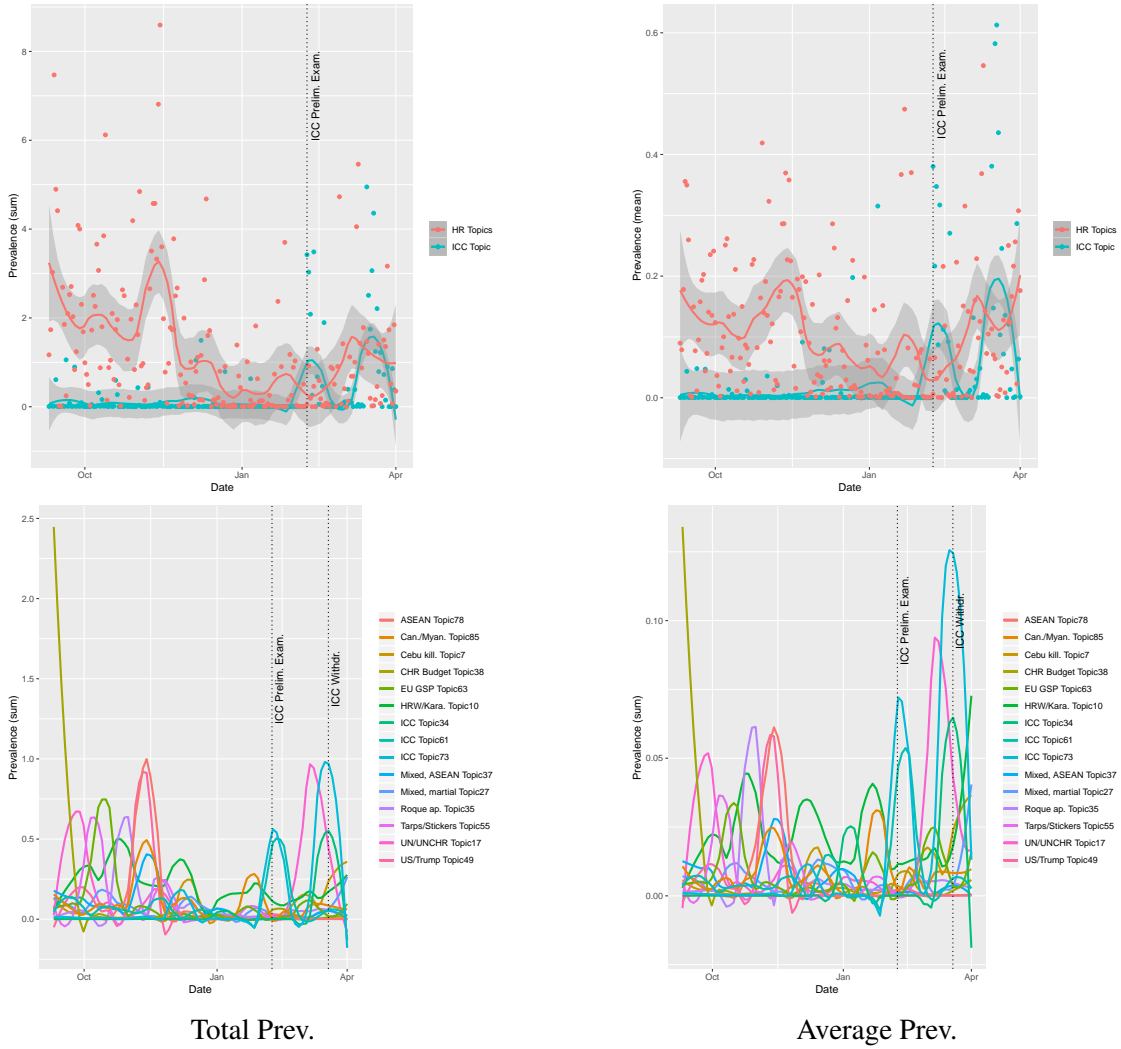 8
6
4
2
0
Prevalence (sum)
ICC Prelim. Exam.
Oct
Jan
Apr
Date
HR Topics
ICC Topic
0.6
0.4
0.2
0.0
Prevalence (mean)
ICC Prelim. Exam.
Oct
Jan
Apr
Date
HR Topics
ICC Topic
2.5
2.0
1.5
1.0
0.5
0.0
Prevalence (sum)
ICC Prelim. Exam.
ICC Withdr.
Oct
Jan
Apr
Date
ASEAN Topic78
Can./Myan. Topic85
Cebu kill. Topic7
CHR Budget Topic38
EU GSP Topic63
HRW/Kara. Topic10
ICC Topic34
ICC Topic61
ICC Topic73
Mixed, ASEAN Topic37
Mixed, martial Topic27
Roque ap. Topic35
Tarps/Stickers Topic55
UN/UNCHR Topic17
US/Trump Topic49
0.10
0.05
0.00
Prevalence (sum)
ICC Prelim. Exam.
ICC Withdr.
Oct
Jan
Apr
Date
ASEAN Topic78
Can./Myan. Topic85
Cebu kill. Topic7
CHR Budget Topic38
EU GSP Topic63
HRW/Kara. Topic10
ICC Topic34
ICC Topic61
ICC Topic73
Mixed, ASEAN Topic37
Mixed, martial Topic27
Roque ap. Topic35
Tarps/Stickers Topic55
UN/UNCHR Topic17
US/Trump Topic49
Total Prev.
Average Prev.